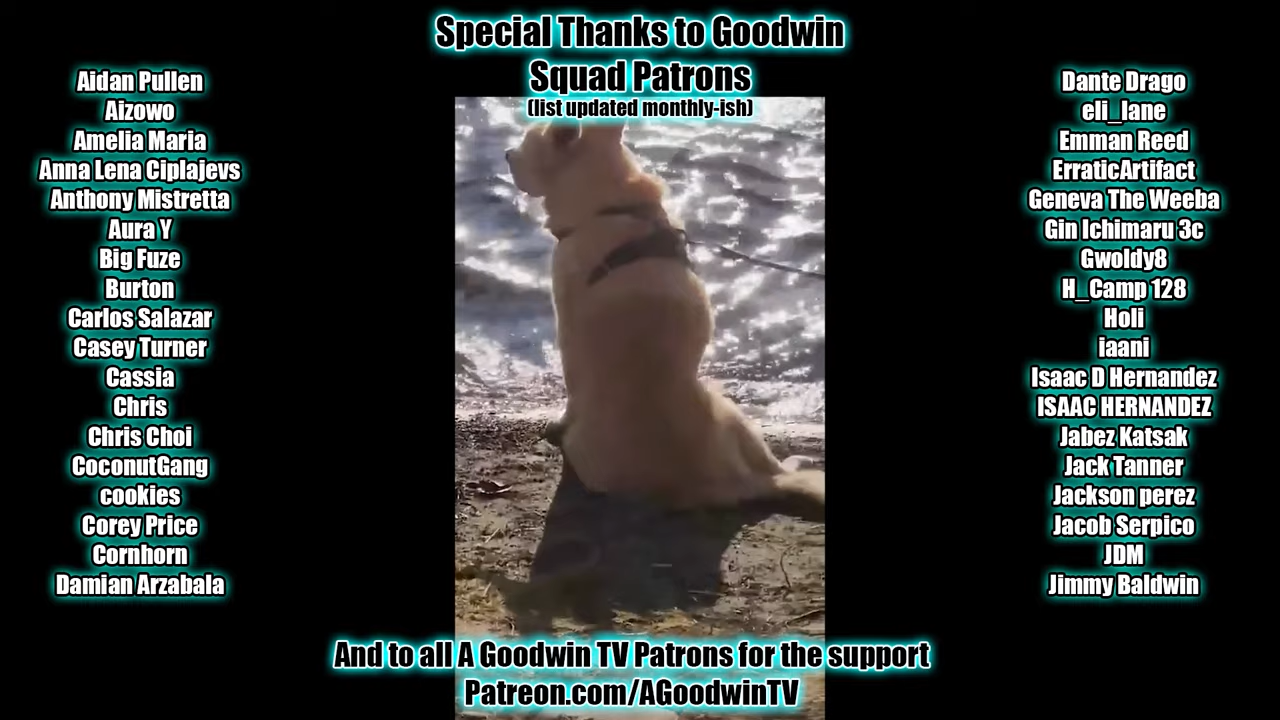 Special Thanks to Goodwin
Squad Patrons
(list updated monthly-ish)
Aidan Pullen
Aizowo
Amelia Maria
Anna Lena Ciplajevs
Anthony Mistretta
Aura Y
Big Fuze
Burton
Carlos Salazar
Casey Turner
Cassia
Chris
Chris Choi
CoconutGang
cookies
Corey Price
Cornhorn
Damian Arzabala
Dante Drago
eli_lane
Emman Reed
ErraticArtifact
Geneva The Weeba
Gin Ichimaru 3c
Gwoldy8
H_Camp 128
Holi
iaani
Isaac D Hernandez
ISAAC HERNANDEZ
Jabez Katsak
Jack Tanner
Jackson perez
Jacob Serpico
JDM
Jimmy Baldwin
And to all A Goodwin TV Patrons for the support
Patreon.com/AGoodwinTV